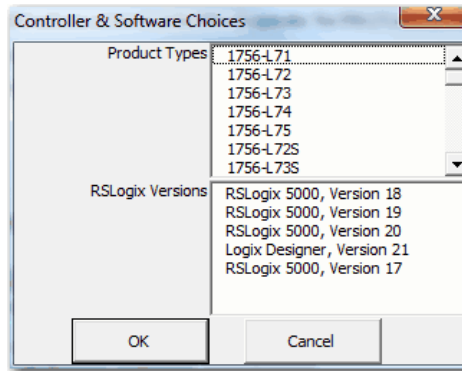 Controller & Software Choices
Product Types
1756-L71
1756-L72
1756-L73
1756-L74
1756-L75
1756-L72S
1756-L73S
RSLogix Versions
RSLogix 5000, Version 18
RSLogix 5000, Version 19
RSLogix 5000, Version 20
Logix Designer, Version 21
RSLogix 5000, Version 17
OK
Cancel